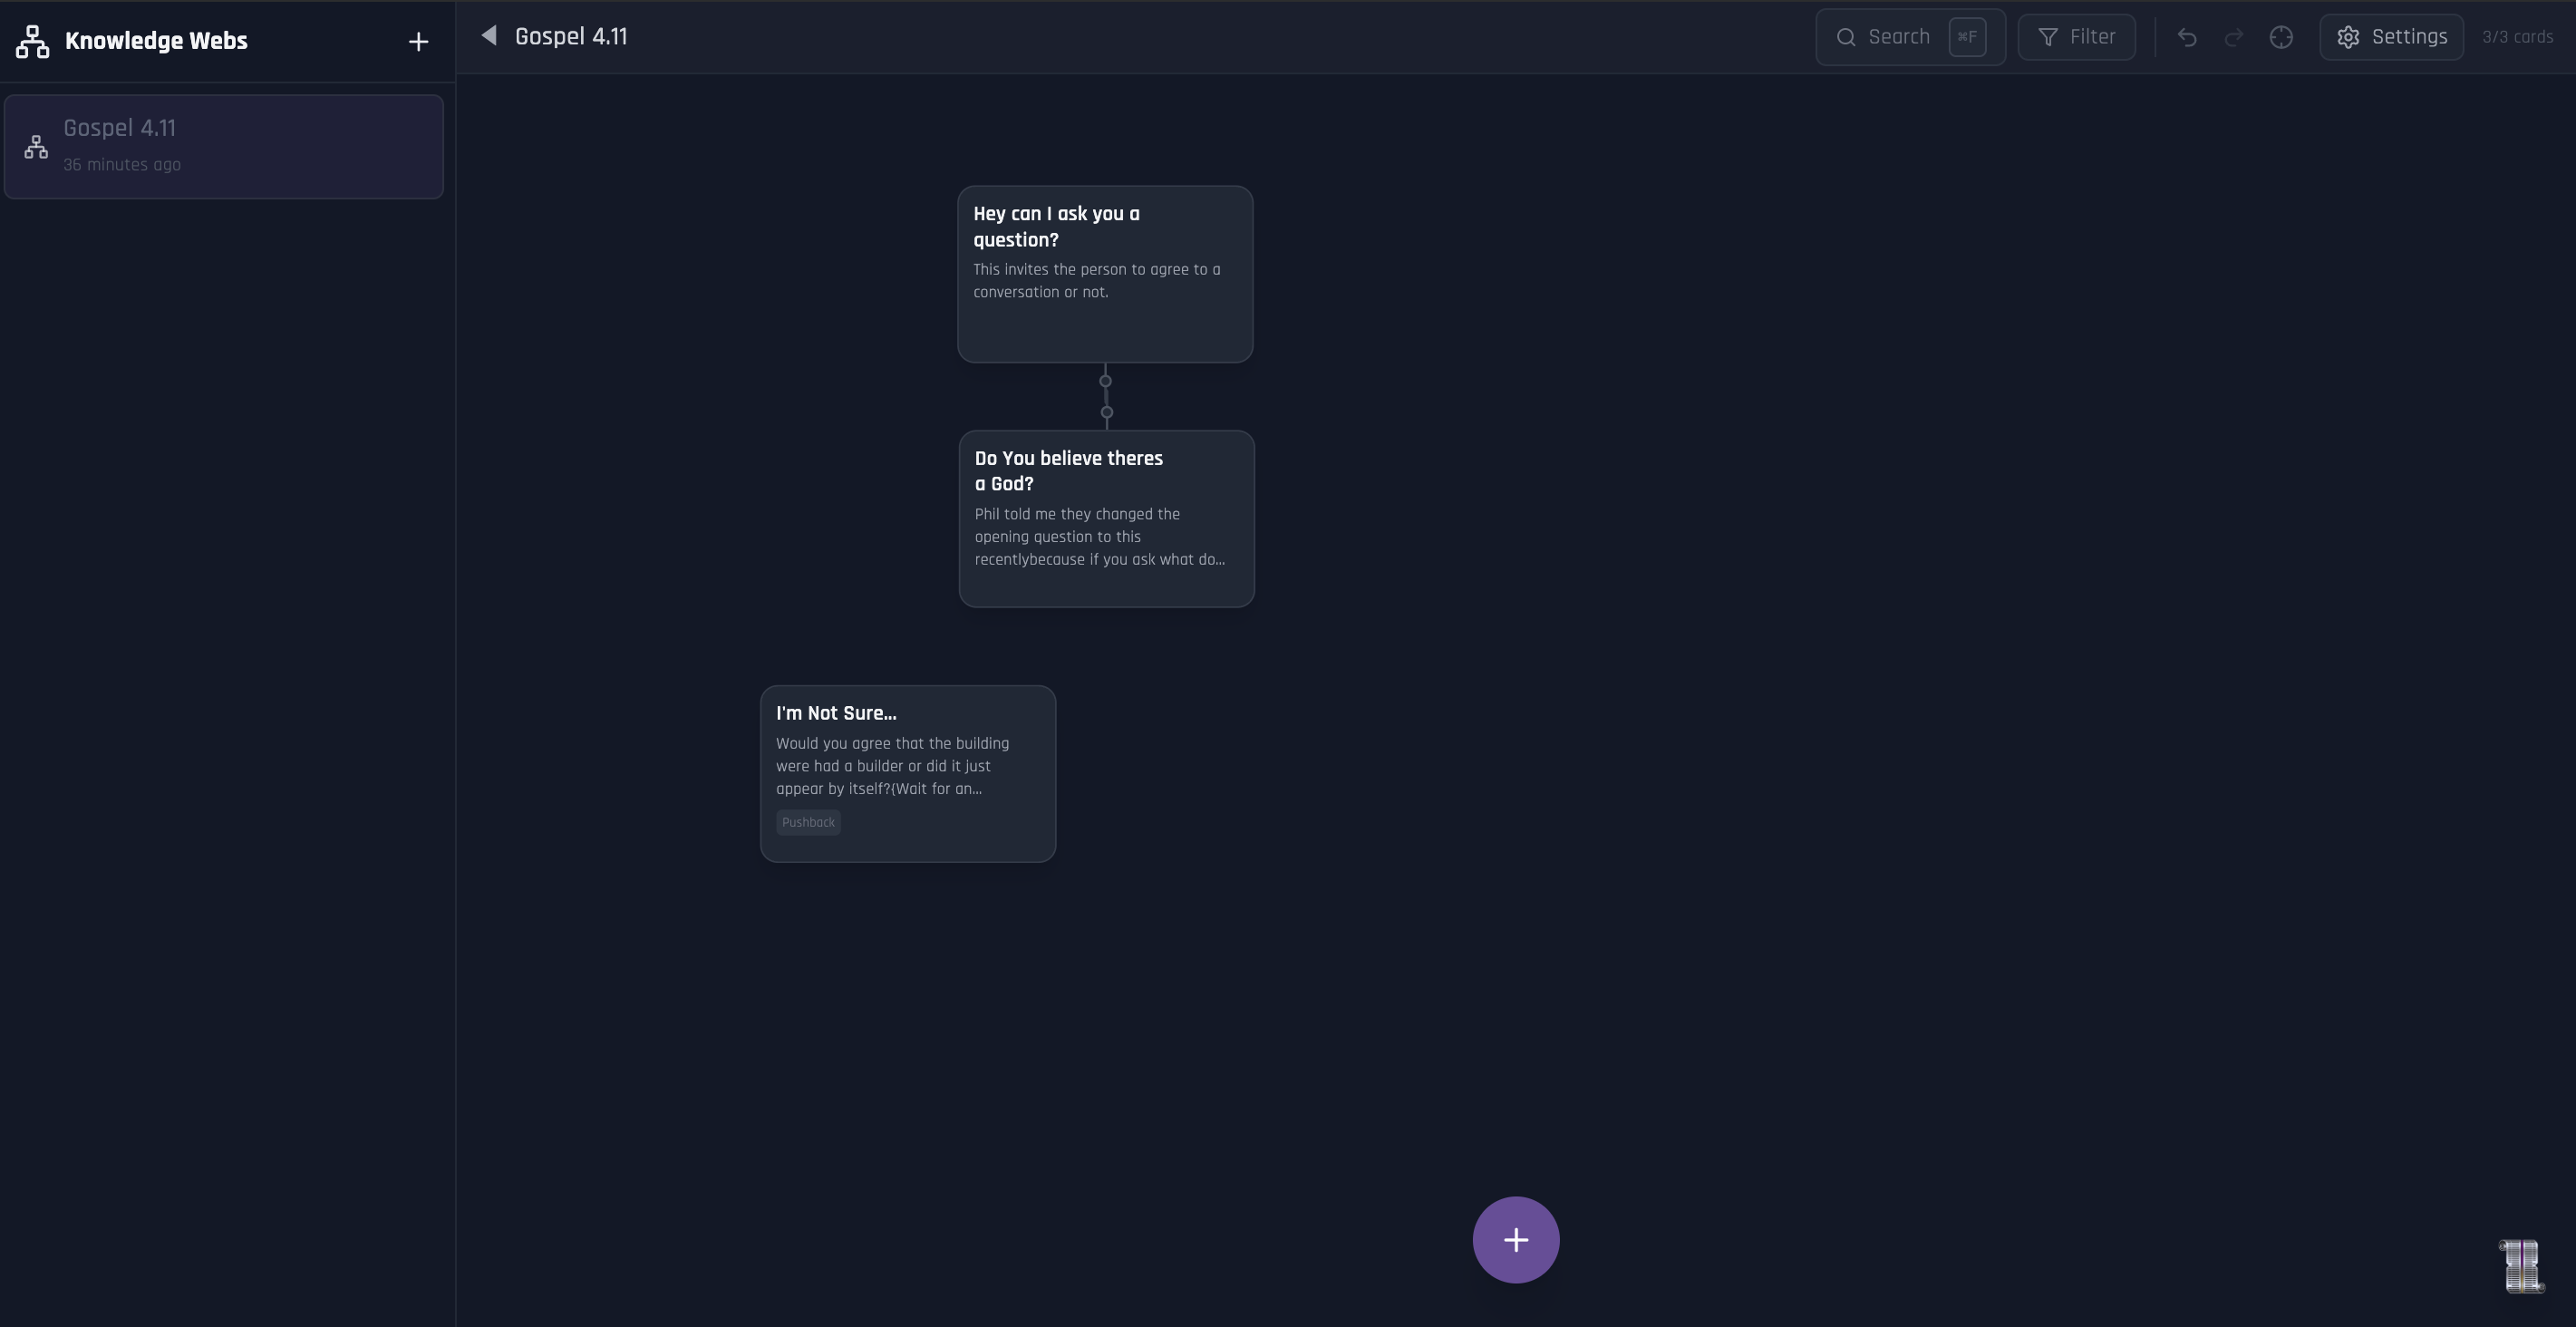 Knowledge Webs
Gospel 4.11
36 minutes ago
Gospel 4.11
Search ⌘F
Filter
Settings
3/3 cards
Hey can I ask you a
question?
This invites the person to agree to a
conversation or not.
Do You believe theres
a God?
Phil told me they changed the
opening question to this
recentlybecause if you ask what do...
I'm Not Sure...
Would you agree that the building
were had a builder or did it just
appear by itself?(Wait for an...
Pushback